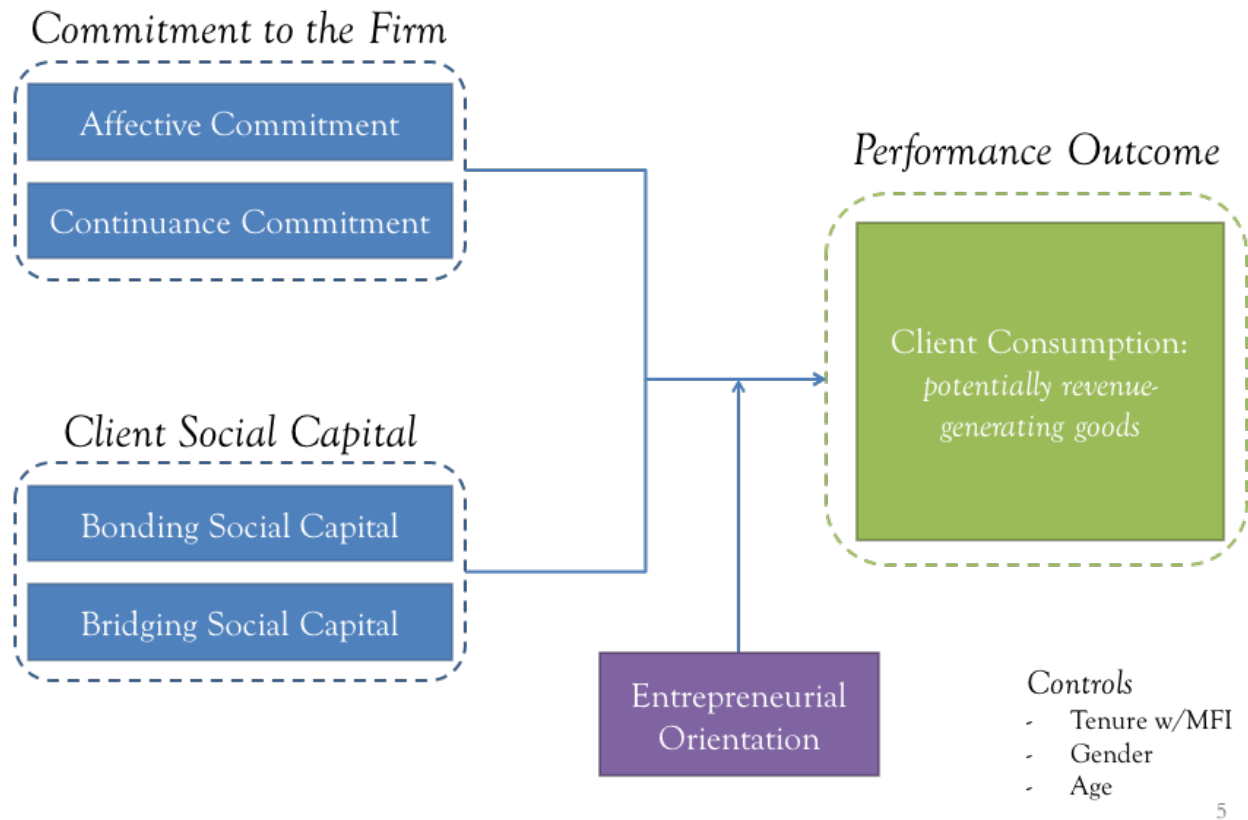 Commitment to the Firm
Affective Commitment
Continuance Commitment
Performance Outcome
Client Consumption:
potentially revenue-
generating goods
Client Social Capital
Bonding Social Capital
Bridging Social Capital
Entrepreneurial
Orientation
Controls
- Tenure w/MFI
- Gender
- Age
5